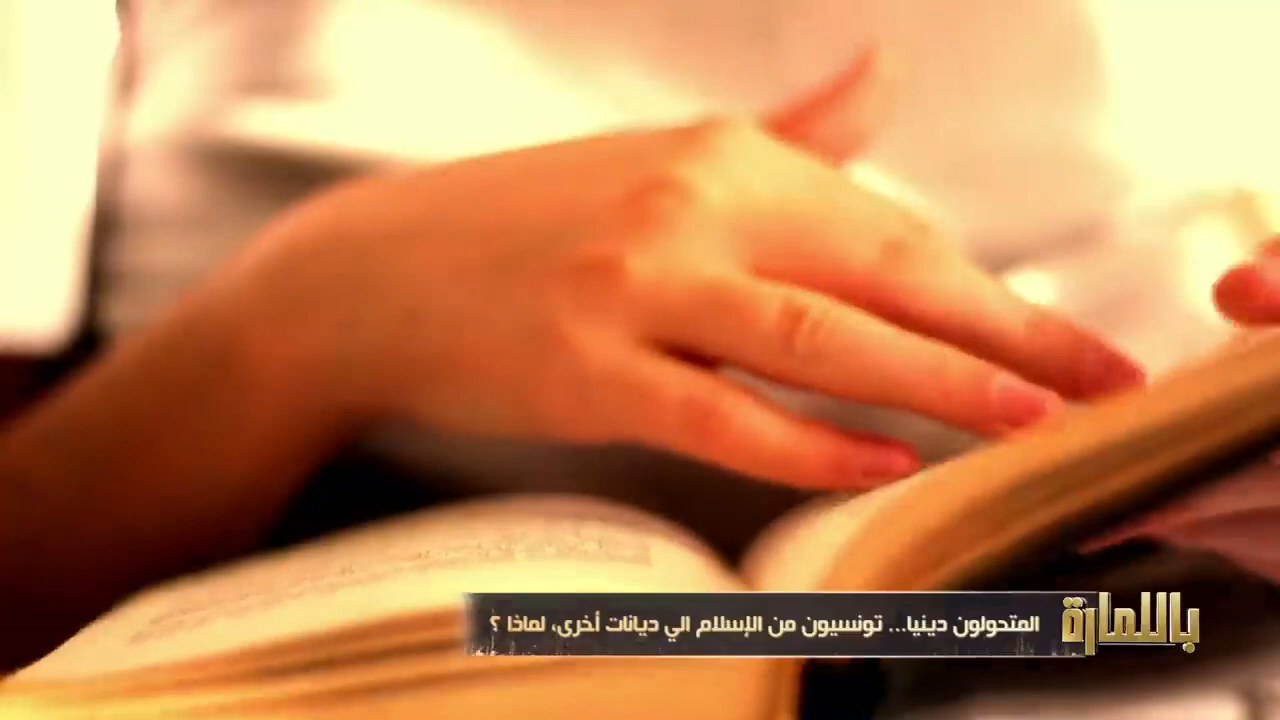 المتحولون دينيا... تونسيون من الإسلام الي ديانات أخرى، لماذا ؟
باللمارة